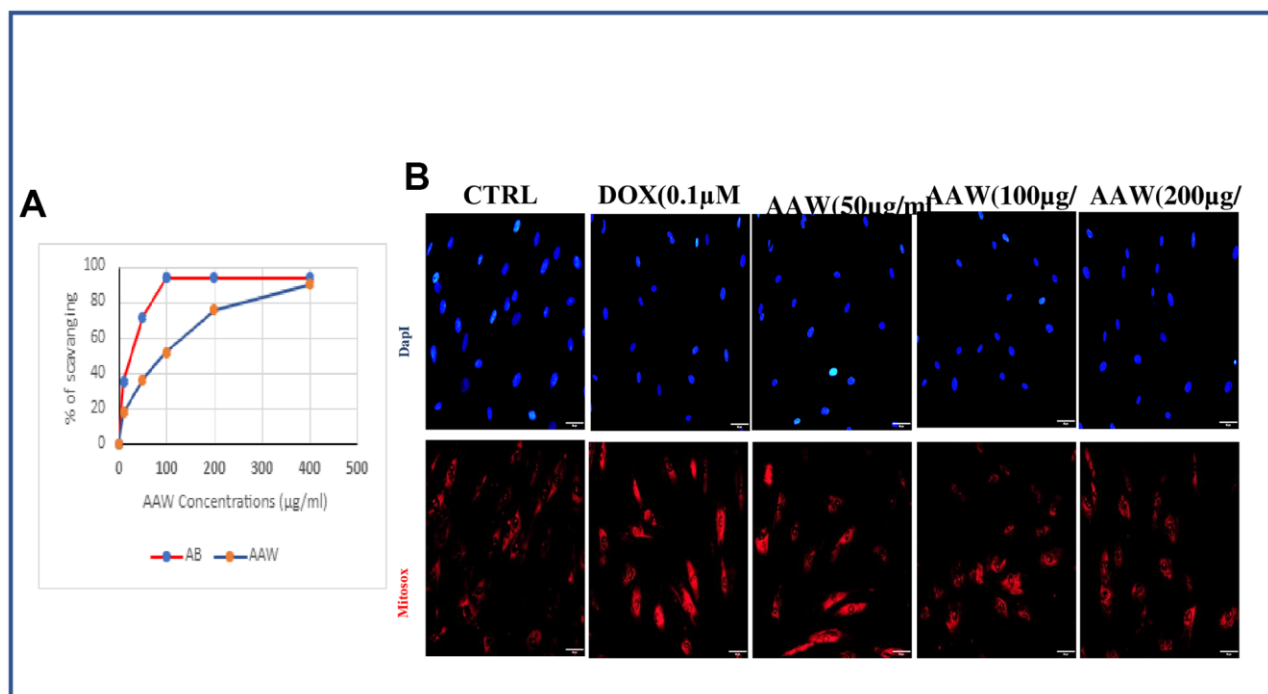 A
100
80
60
40
20
0
% of scavanging
0 100 200 300 400 500
AAW Concentrations (µg/ml)
AB AAW
B
CTRL DOX(0.1µM AAW(50µg/ml AAW(100µg/ AAW(200µg/
DapI
Mitosox